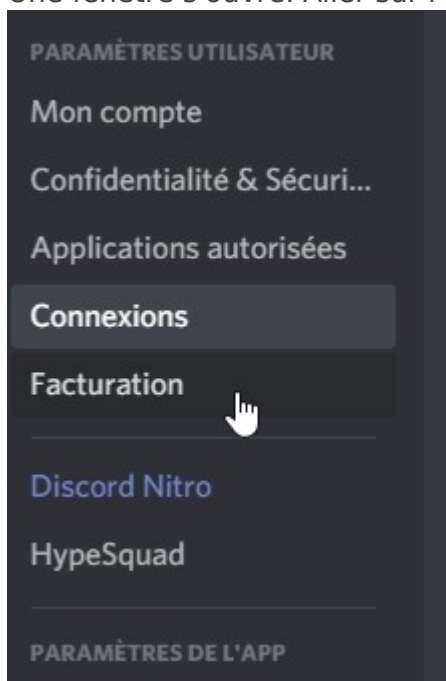 PARAMÈTRES UTILISATEUR
Mon compte
Confidentialité & Sécuri...
Applications autorisées
Connexions
Facturation
Discord Nitro
HypeSquad
PARAMÈTRES DE L'APP